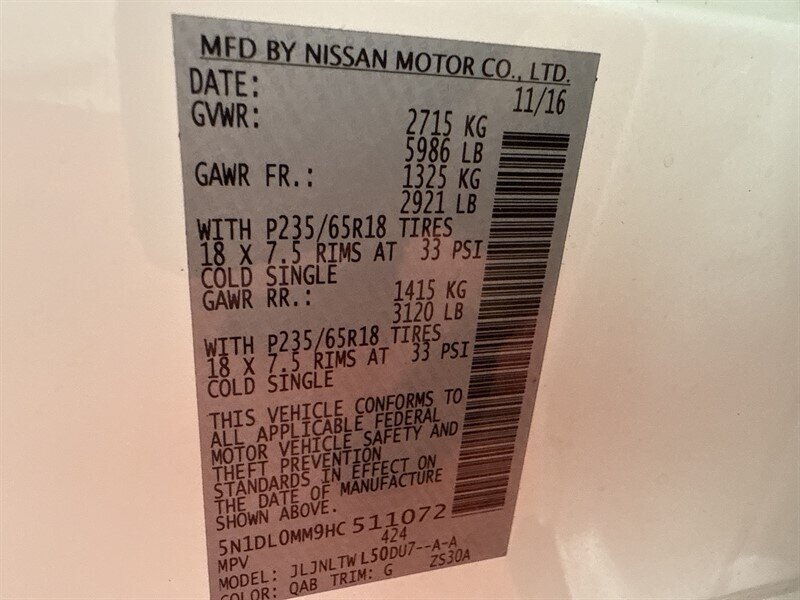 MFD BY NISSAN MOTOR CO., LTD.
DATE: 11/16
GVWR: 2715 KG
5986 LB
GAWR FR.: 1325 KG
2921 LB
WITH P235/65R18 TIRES
18 X 7.5 RIMS AT 33 PSI
COLD SINGLE
GAWR RR.: 1415 KG
3120 LB
WITH P235/65R18 TIRES
18 X 7.5 RIMS AT 33 PSI
COLD SINGLE
THIS VEHICLE CONFORMS TO
ALL APPLICABLE FEDERAL
MOTOR VEHICLE SAFETY AND
THEFT PREVENTION
STANDARDS IN EFFECT ON
THE DATE OF MANUFACTURE
SHOWN ABOVE.
5N1DL0MM9HC 511072
MPV 424
MODEL: JLJNLTW L50DU7--A-A
COLOR: QAB TRIM: G ZS30A